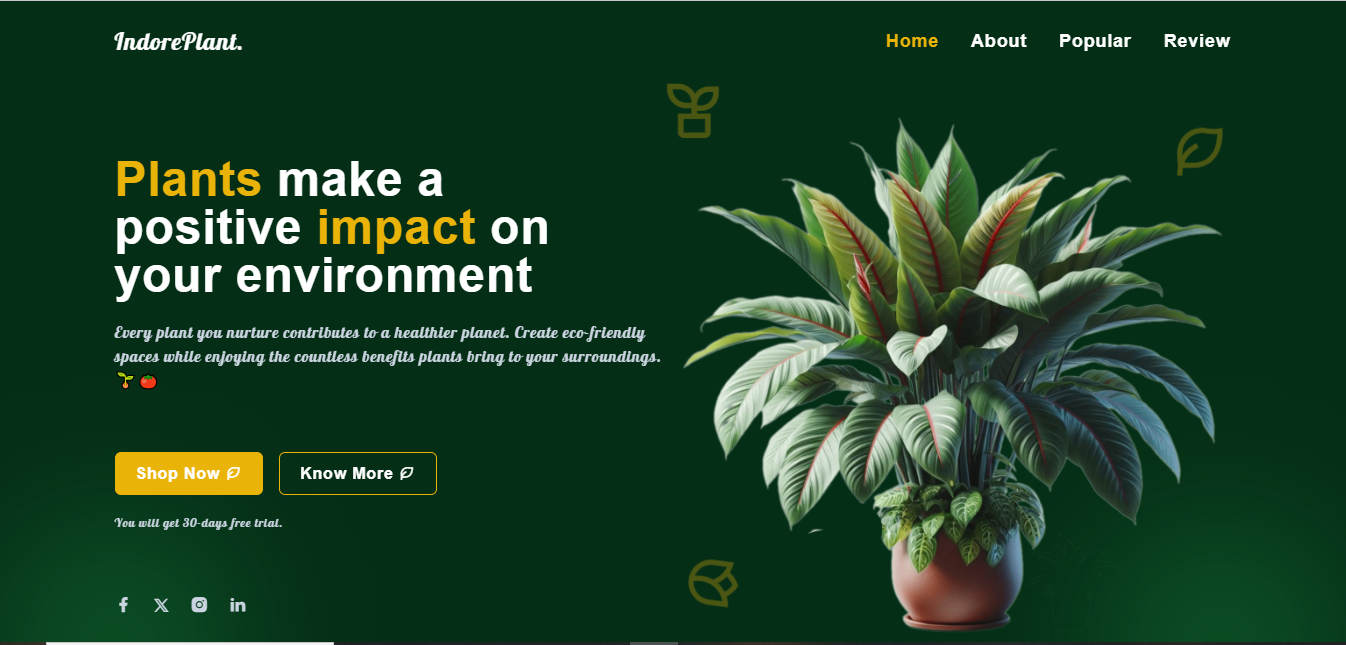 IndorePlant.
Home About Popular Review
Plants make a
positive impact on
your environment
Every plant you nurture contributes to a healthier planet. Create eco-friendly
spaces while enjoying the countless benefits plants bring to your surroundings.
🌱 🍅
Shop Now
Know More
You will get 30-days free trial.